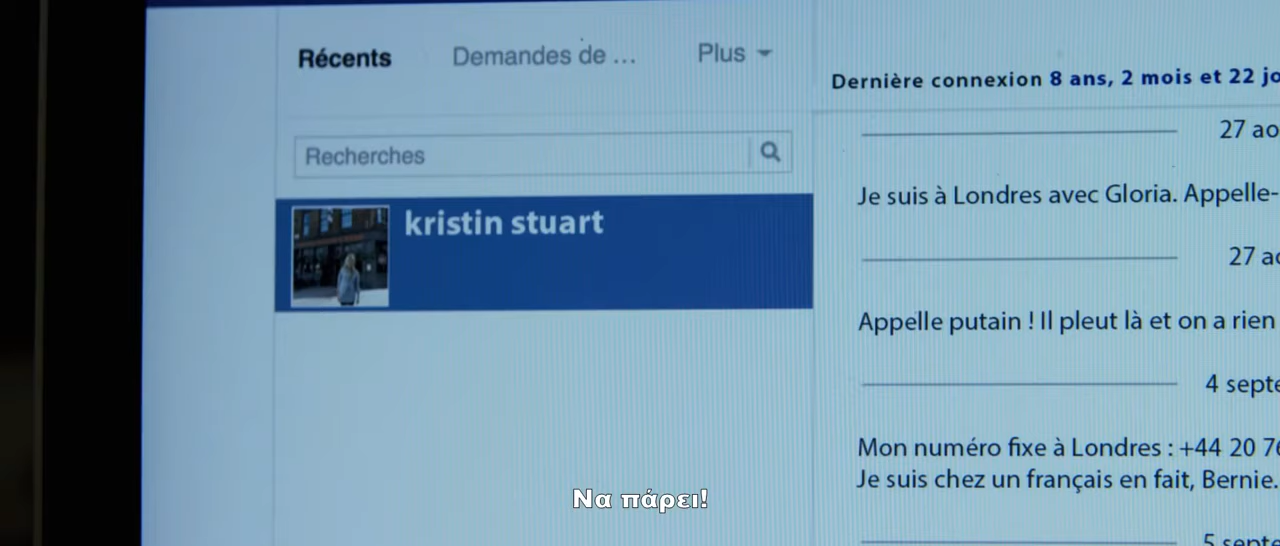 Récents Demandes de ... Plus
Dernière connexion 8 ans, 2 mois et 22
Recherches
27
kristin stuart
Je suis à Londres avec Gloria. Appelle-
27
Appelle putain ! Il pleut là et on a rien
4
Mon numéro fixe à Londres : +44 20
Je suis chez un français en fait, Bernie.
5
Να πάρει!